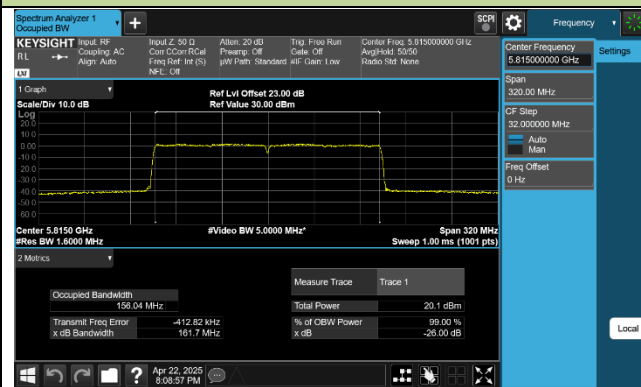 Spectrum Analyzer 1
Occupied BW
SCPI
Frequency
KEYSIGHT
RL
LXI
Input: RF
Coupling: AC
Align: Auto
Input Z: 50 Ω
Corr CCorr RCal
Freq Ref: Int (S)
NFE: Off
Atten: 20 dB
Preamp: Off
µW Path: Standard
Trig: Free Run
Gate: Off
#IF Gain: Low
Center Freq: 5.815000000 GHz
Avg|Hold: 50/50
Radio Std: None
1 Graph
Scale/Div 10.0 dB
Ref Lvl Offset 23.00 dB
Ref Value 30.00 dBm
Log
20.0
10.0
0.00
-10.0
-20.0
-30.0
-40.0
-50.0
-60.0
Center 5.8150 GHz
#Res BW 1.6000 MHz
#Video BW 5.0000 MHz*
Span 320 MHz
Sweep 1.00 ms (1001 pts)
2 Metrics
Measure Trace Trace 1
Occupied Bandwidth
156.04 MHz
Total Power 20.1 dBm
Transmit Freq Error -412.82 kHz
% of OBW Power 99.00 %
x dB Bandwidth 161.7 MHz
x dB -26.00 dB
Apr 22, 2025
8:08:57 PM
Center Frequency
5.815000000 GHz
Settings
Span
320.00 MHz
CF Step
32.000000 MHz
Auto
Man
Freq Offset
0 Hz
Local